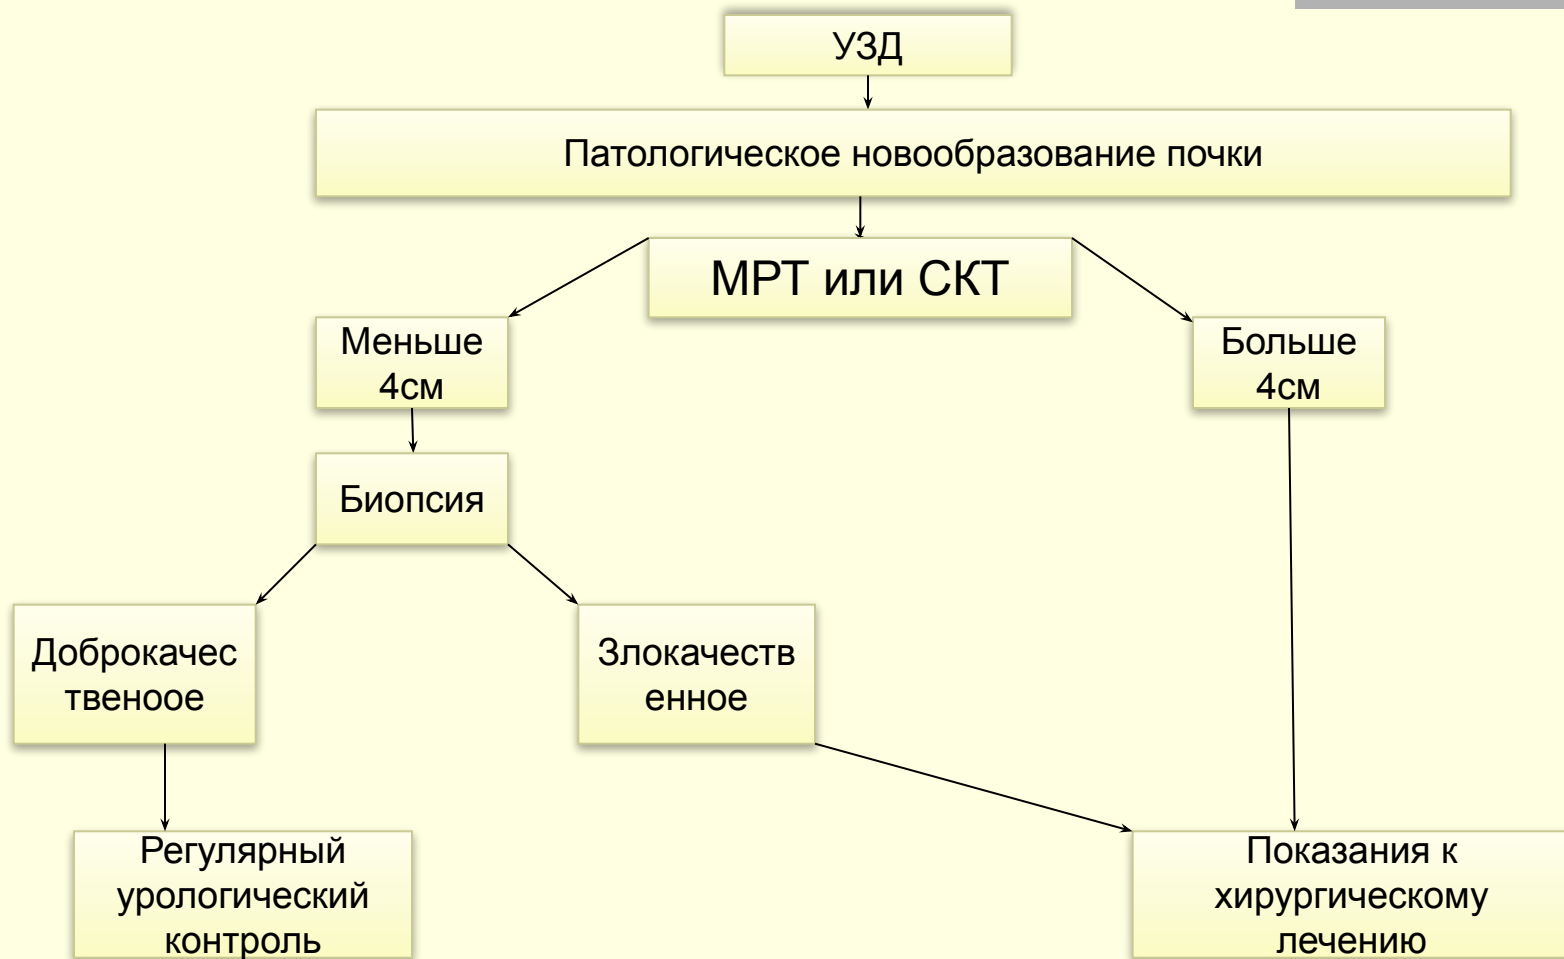 УЗД
Патологическое новообразование почки
МРТ или СКТ
Меньше
4см
Больше
4см
Биопсия
Доброкачес
твеноое
Злокачеств
енное
Регулярный
урологический
контроль
Показания к
хирургическому
лечению